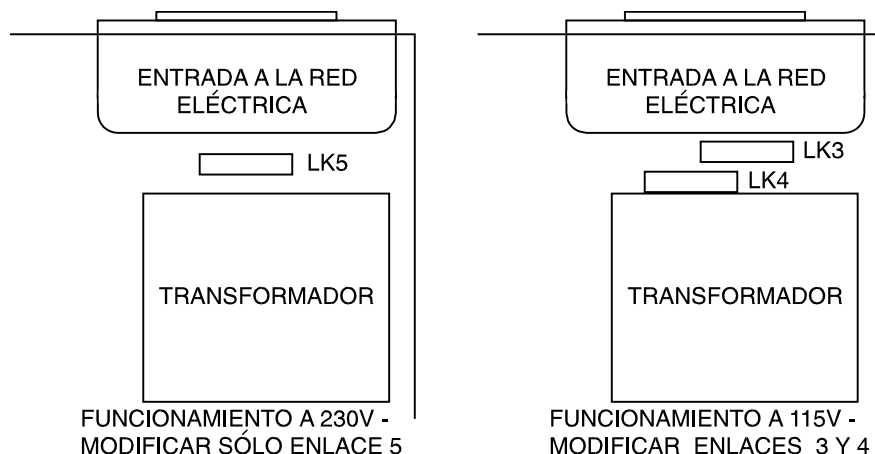 ENTRADA A LA RED
ELÉCTRICA
LK5
TRANSFORMADOR
FUNCIONAMIENTO A 230V -
MODIFICAR SÓLO ENLACE 5
ENTRADA A LA RED
ELÉCTRICA
LK3
LK4
TRANSFORMADOR
FUNCIONAMIENTO A 115V -
MODIFICAR ENLACES 3 Y 4